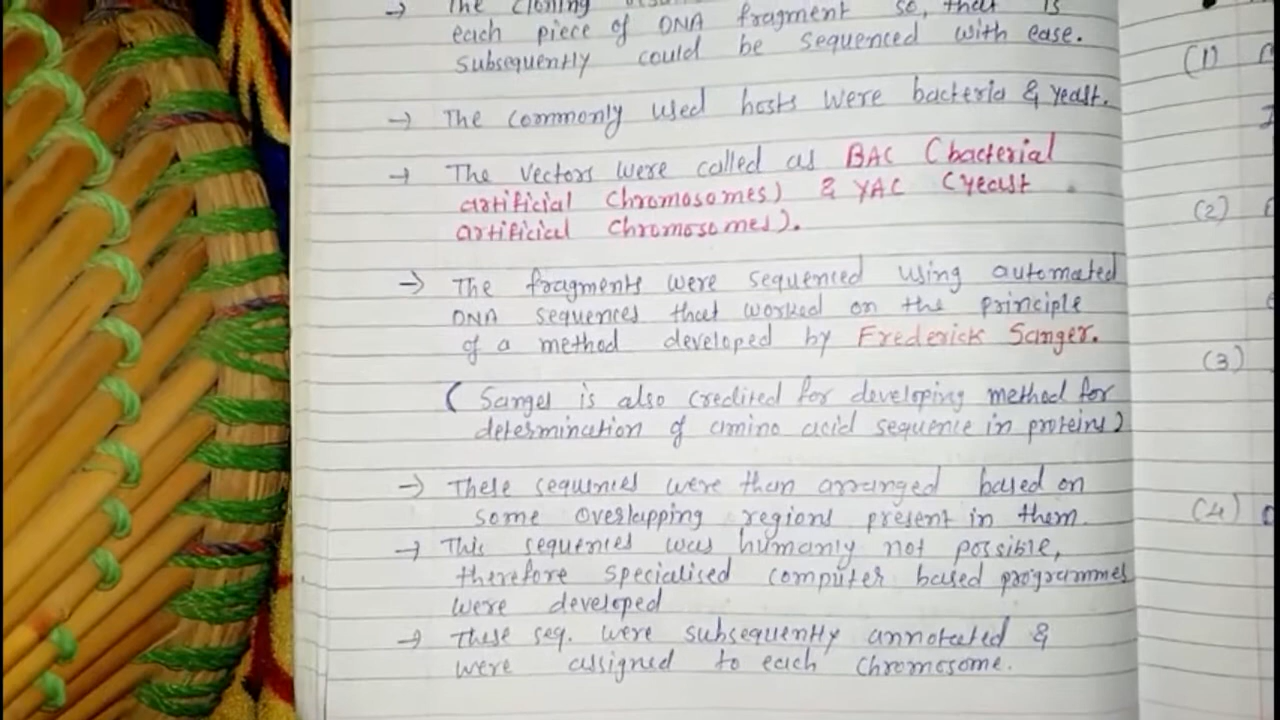 → The cloning
each piece of DNA fragment so, that is
subsequently could be sequenced with ease.
→ The commonly used hosts were bacteria & yeast.
→ The vectors were called as BAC (bacterial
artificial chromosomes) & YAC (yeast
artificial chromosomes).
→ The fragments were sequenced using automated
DNA sequences that worked on the principle
of a method developed by Frederick Sanger.
( Sanger is also credited for developing method for
determination of amino acid sequence in proteins)
→ These sequences were than arranged based on
some overlapping regions present in them.
→ This sequences was humanly not possible,
therefore specialised computer based programmes
were developed
→ These seq. were subsequently annotated &
were assigned to each chromosome.
(1)
(2)
(3)
(4)